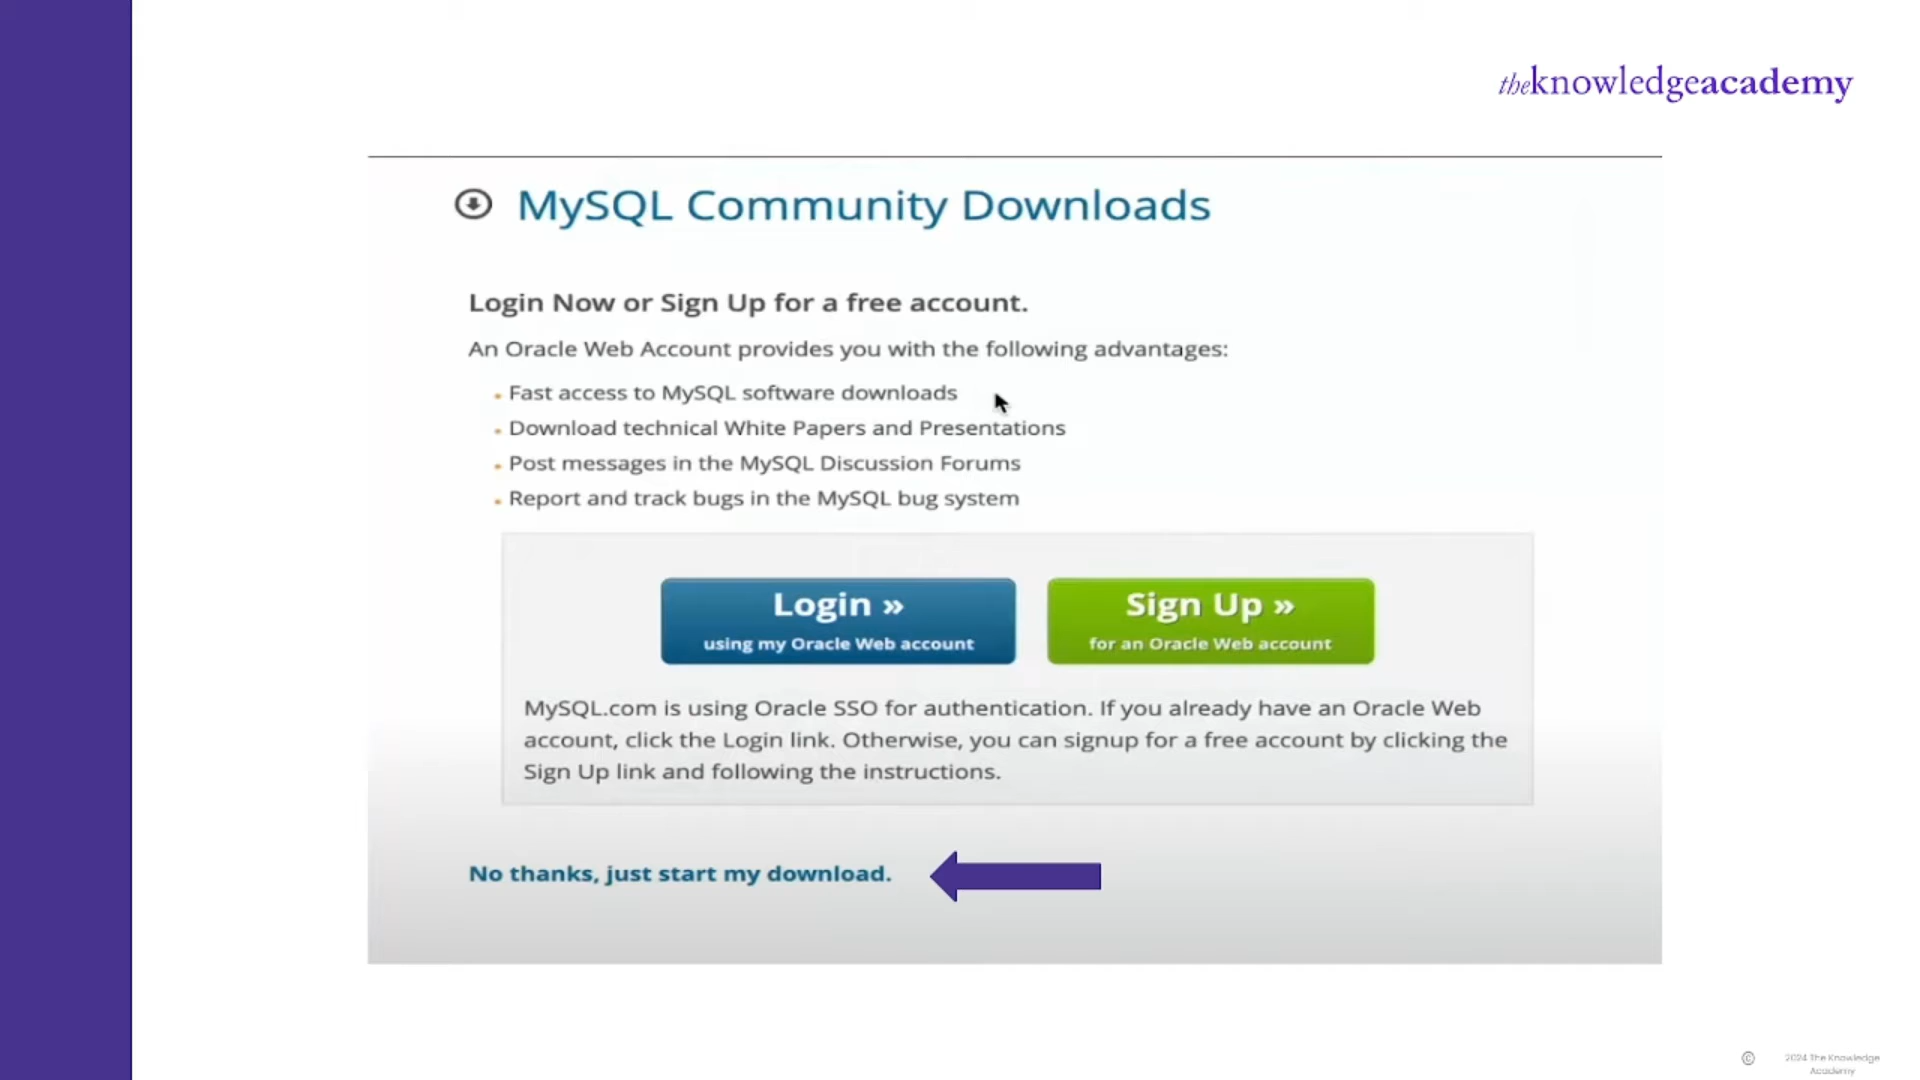 theknowledgeacademy
MySQL Community Downloads
Login Now or Sign Up for a free account.
An Oracle Web Account provides you with the following advantages:
Fast access to MySQL software downloads
Download technical White Papers and Presentations
Post messages in the MySQL Discussion Forums
Report and track bugs in the MySQL bug system
Login »
using my Oracle Web account
Sign Up »
for an Oracle Web account
MySQL.com is using Oracle SSO for authentication. If you already have an Oracle Web
account, click the Login link. Otherwise, you can signup for a free account by clicking the
Sign Up link and following the instructions.
No thanks, just start my download.
© 2024 The Knowledge
Academy